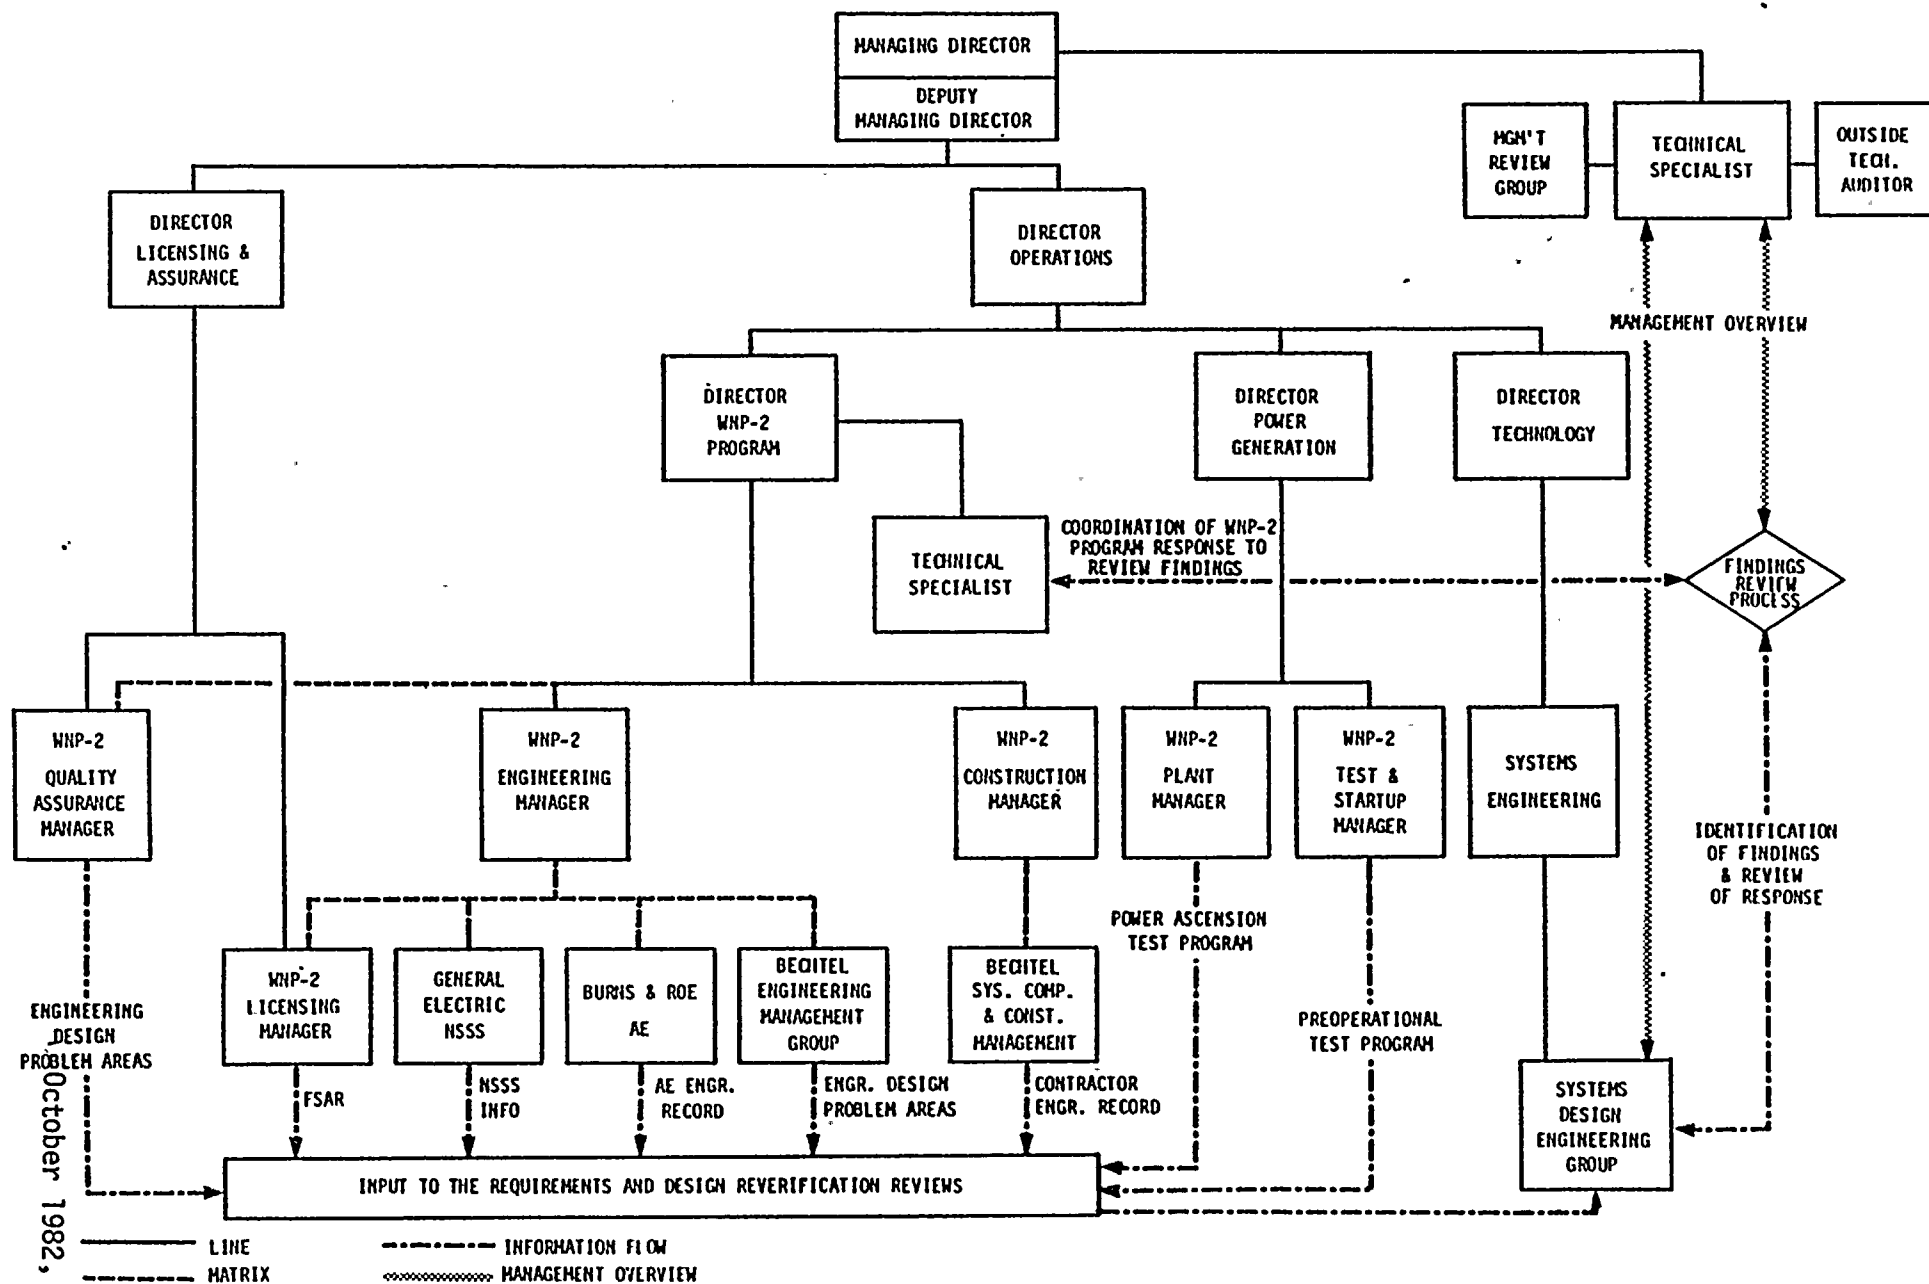 MANAGING DIRECTOR
DEPUTY
MANAGING DIRECTOR
MGM'T
REVIEW
GROUP
TECHNICAL
SPECIALIST
OUTSIDE
TECH.
AUDITOR
DIRECTOR
LICENSING &
ASSURANCE
DIRECTOR
OPERATIONS
MANAGEMENT OVERVIEW
DIRECTOR
WNP-2
PROGRAM
DIRECTOR
POWER
GENERATION
DIRECTOR
TECHNOLOGY
TECHNICAL
SPECIALIST
COORDINATION OF WNP-2
PROGRAM RESPONSE TO
REVIEW FINDINGS
FINDINGS
REVIEW
PROCESS
WNP-2
QUALITY
ASSURANCE
MANAGER
WNP-2
ENGINEERING
MANAGER
WNP-2
CONSTRUCTION
MANAGER
WNP-2
PLANT
MANAGER
WNP-2
TEST &
STARTUP
MANAGER
SYSTEMS
ENGINEERING
IDENTIFICATION
OF FINDINGS
& REVIEW
OF RESPONSE
POWER ASCENSION
TEST PROGRAM
WNP-2
LICENSING
MANAGER
GENERAL
ELECTRIC
NSSS
BURNS & ROE
AE
BECHTEL
ENGINEERING
MANAGEMENT
GROUP
BECHTEL
SYS. COMP.
& CONST.
MANAGEMENT
PREOPERATIONAL
TEST PROGRAM
ENGINEERING
DESIGN
PROBLEM AREAS
FSAR
NSSS
INFO
AE ENGR.
RECORD
ENGR. DESIGN
PROBLEM AREAS
CONTRACTOR
ENGR. RECORD
SYSTEMS
DESIGN
ENGINEERING
GROUP
INPUT TO THE REQUIREMENTS AND DESIGN REVERIFICATION REVIEWS
October 1982,
LINE
INFORMATION FLOW
MATRIX
MANAGEMENT OVERVIEW